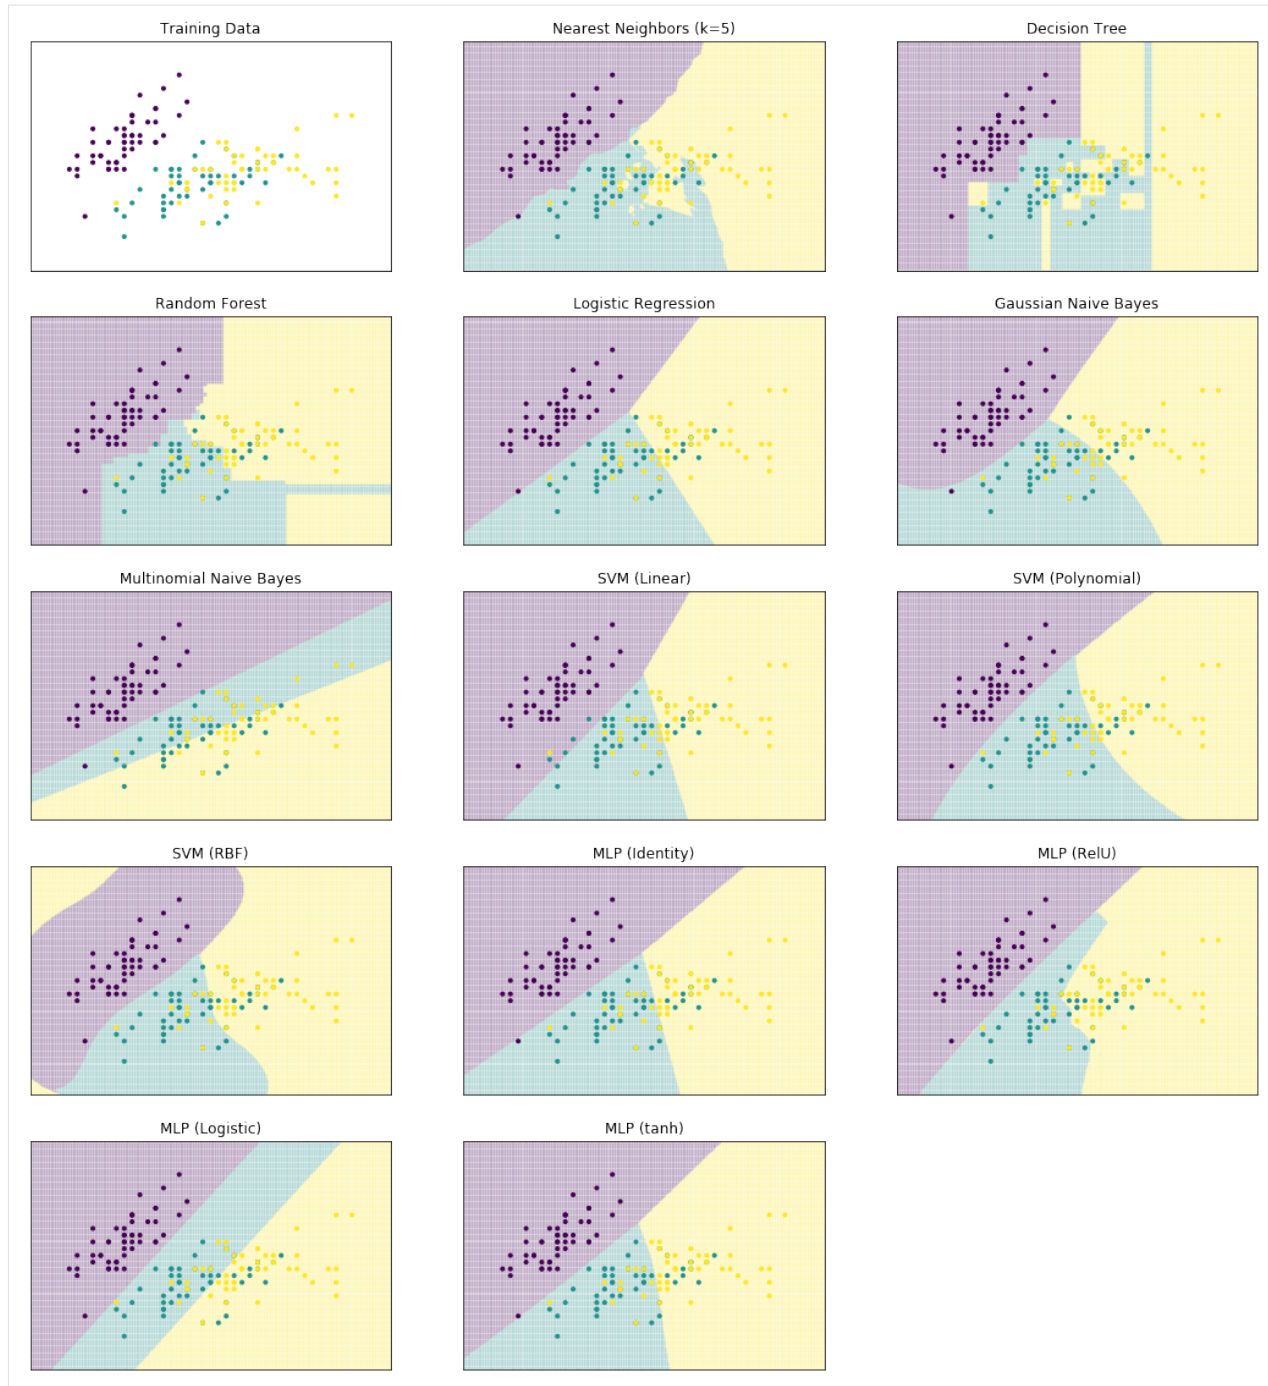 Training Data
Nearest Neighbors (k=5)
Decision Tree
Random Forest
Logistic Regression
Gaussian Naive Bayes
Multinomial Naive Bayes
SVM (Linear)
SVM (Polynomial)
SVM (RBF)
MLP (Identity)
MLP (RelU)
MLP (Logistic)
MLP (tanh)